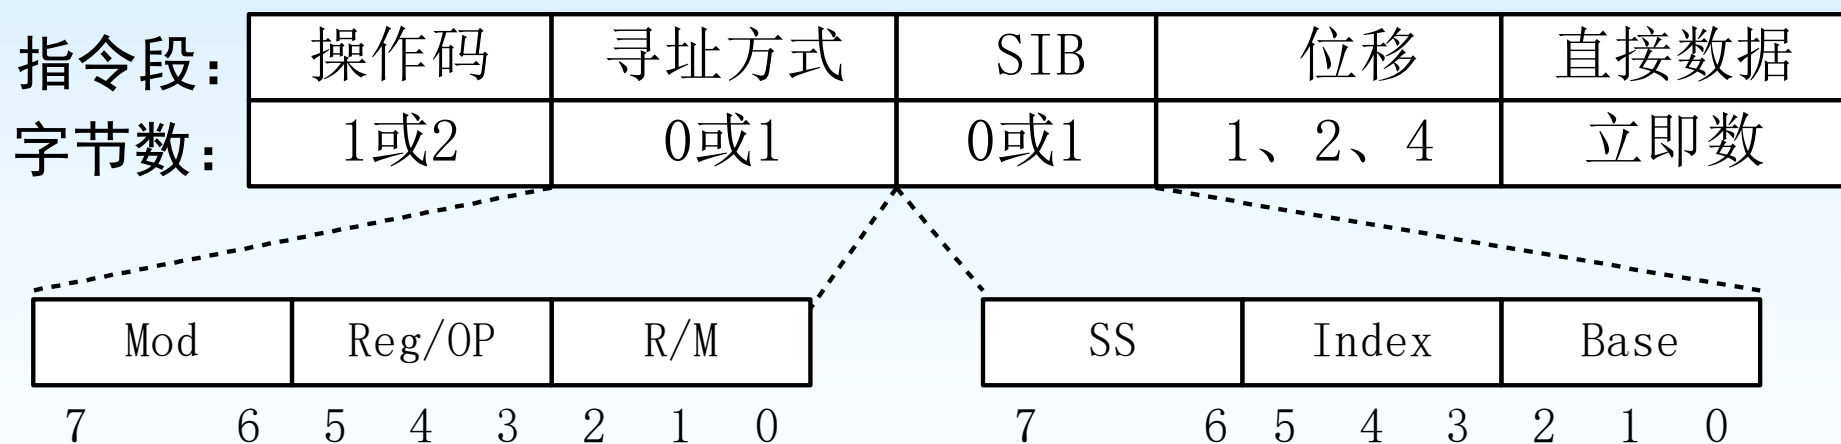 指令段： 操作码 寻址方式 SIB 位移 直接数据
字节数： 1或2 0或1 0或1 1、2、4 立即数
Mod Reg/OP R/M SS Index Base
7 6 5 4 3 2 1 0 7 6 5 4 3 2 1 0